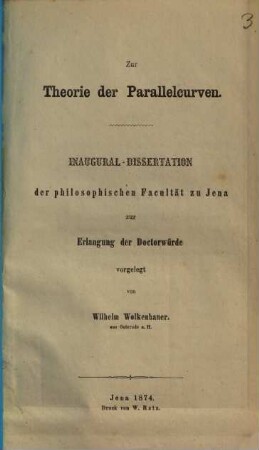 3
Zur
Theorie der Parallelcurven.
INAUGURAL-DISSERTATION
der philosophischen Facultät zu Jena
zur
Erlangung der Doctorwürde
vorgelegt
von
Wilhelm Wolkenhauer.
aus a. H.
Jena 1874.
Druck von W. Ratz.